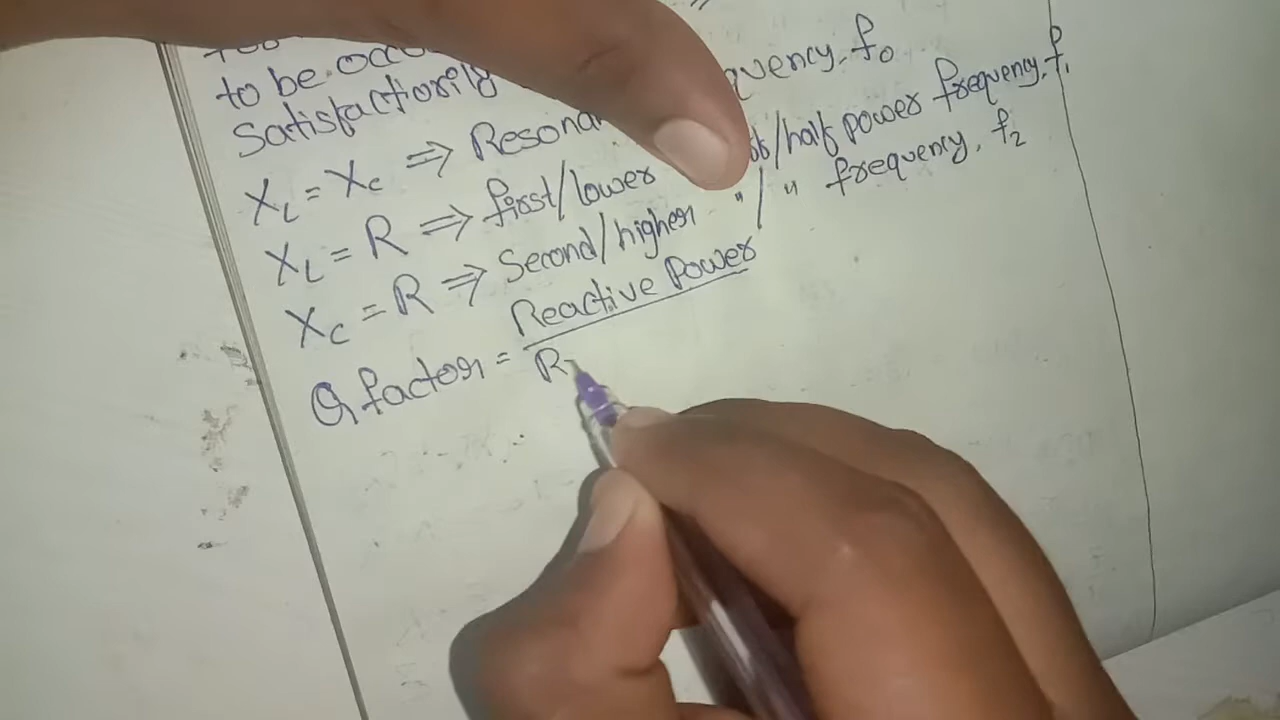 to be occu
Satisfactorily quency, f₀
X_L = X_C ⇒ Resona
X_L = R ⇒ first/lower /half power frequency, f₁
X_C = R ⇒ Second/higher "/" frequency, f₂
Q factor = Reactive Power
R